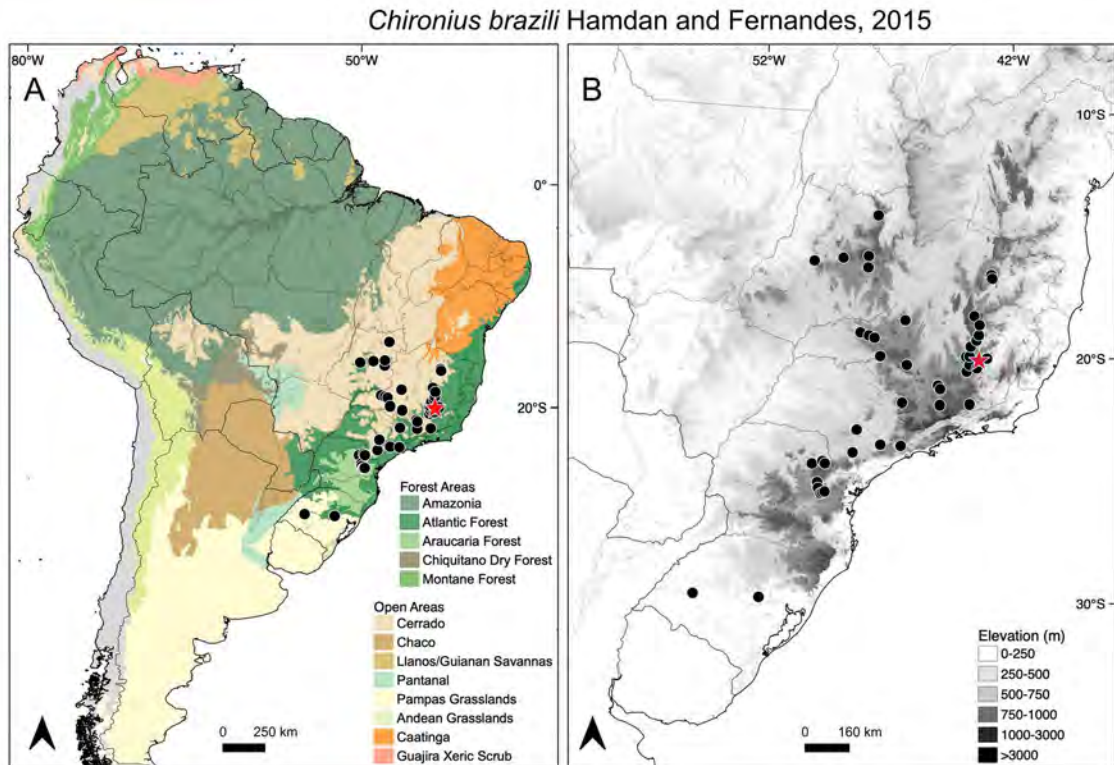 Chironius brazili Hamdan and Fernandes, 2015
A
80°W
50°W
0°
20°S
Forest Areas
Amazonia
Atlantic Forest
Araucaria Forest
Chiquitano Dry Forest
Montane Forest
Open Areas
Cerrado
Chaco
Llanos/Guianan Savannas
Pantanal
Pampas Grasslands
Andean Grasslands
Caatinga
Guajira Xeric Scrub
0 250 km
B
52°W
42°W
10°S
20°S
30°S
Elevation (m)
0-250
250-500
500-750
750-1000
1000-3000
>3000
0 160 km